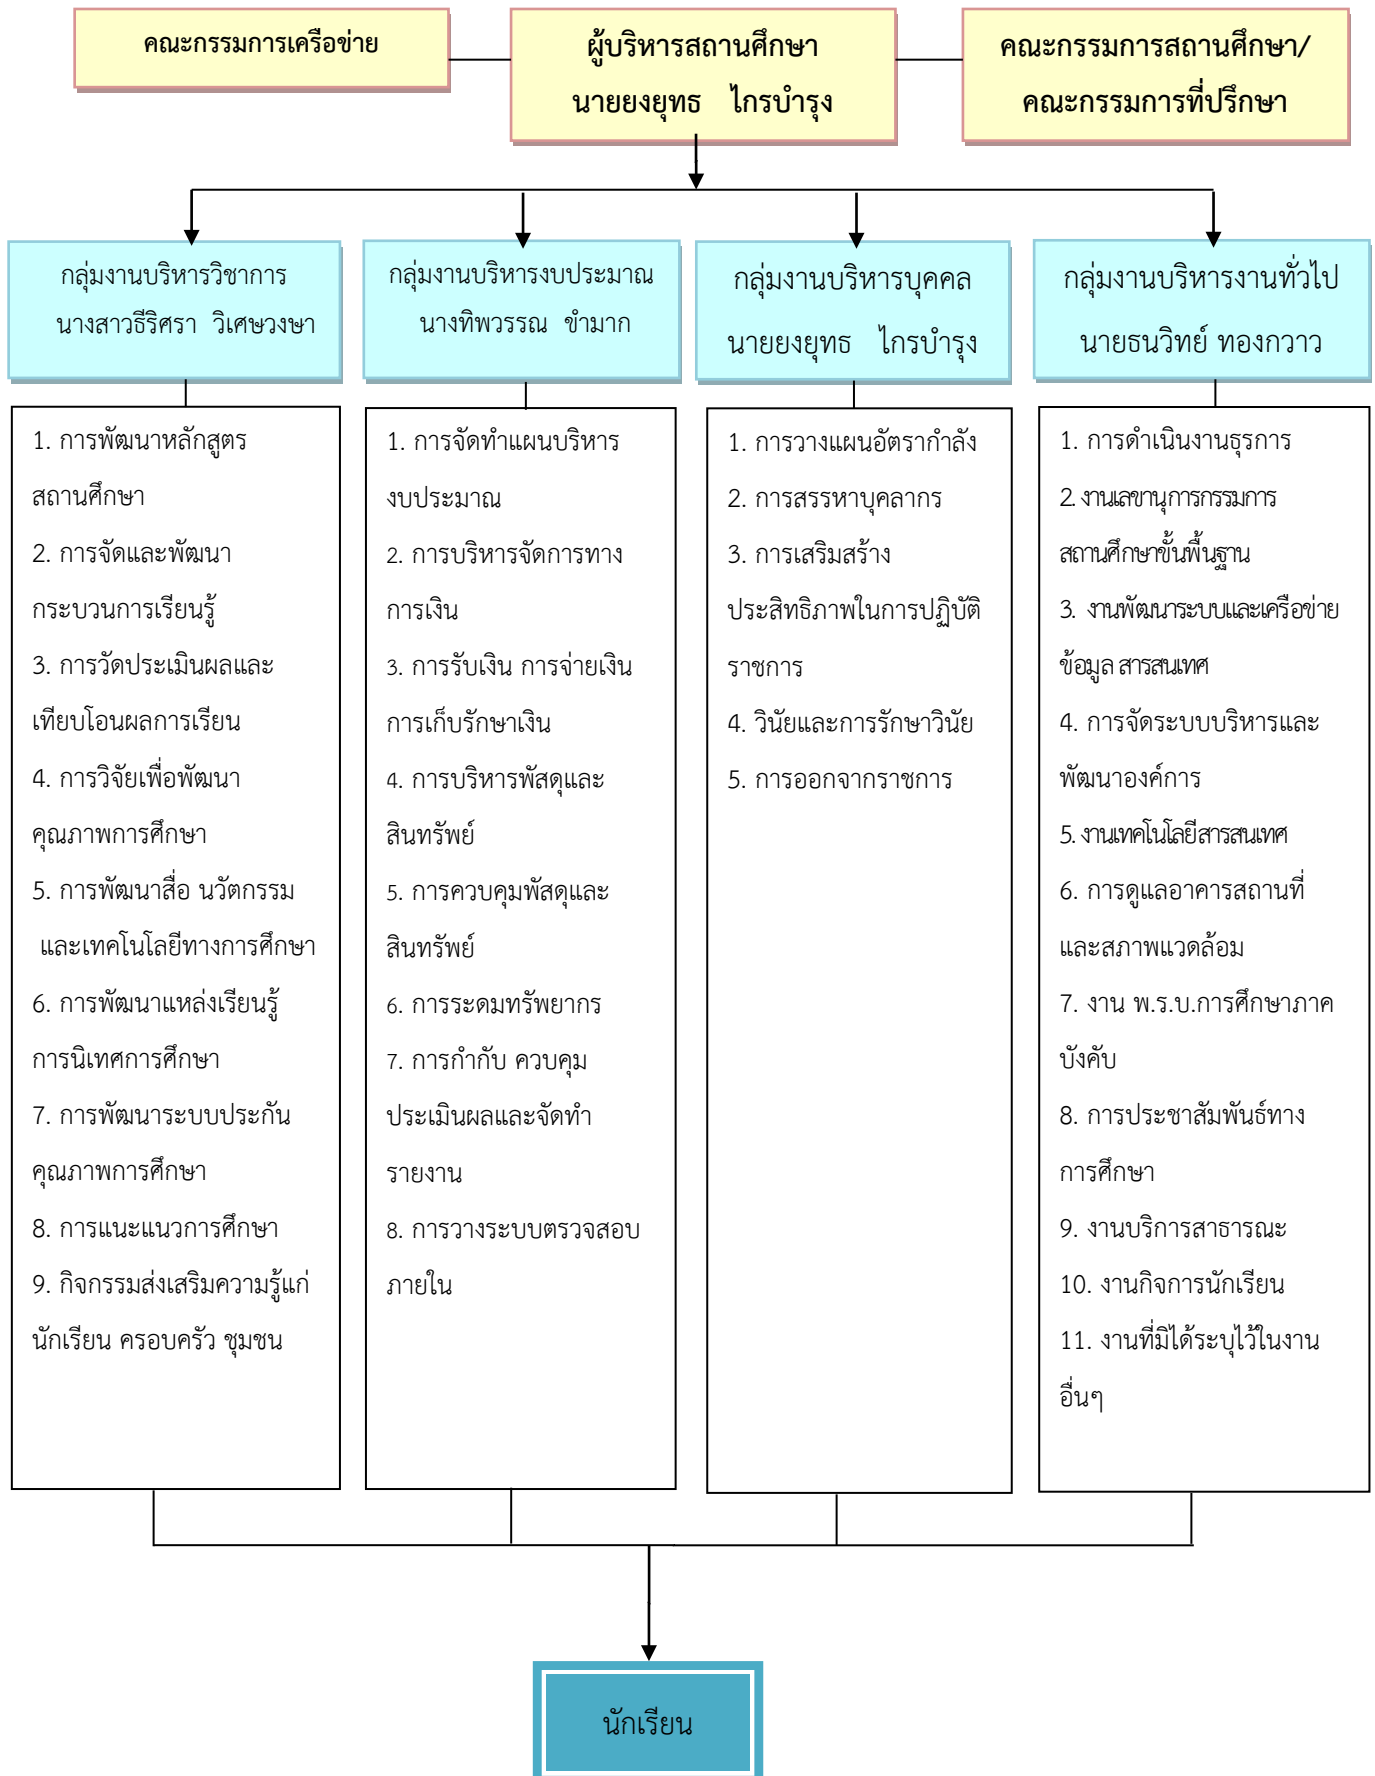 คณะกรรมการเครือข่าย
ผู้บริหารสถานศึกษา
นายยงยุทธ ไกรบำรุง
คณะกรรมการสถานศึกษา/
คณะกรรมการที่ปรึกษา
กลุ่มงานบริหารวิชาการ
นางสาวธีริศรา วิเศษวงษา
กลุ่มงานบริหารงบประมาณ
นางทิพวรรณ ขำมาก
กลุ่มงานบริหารบุคคล
นายยงยุทธ ไกรบำรุง
กลุ่มงานบริหารงานทั่วไป
นายธนวิทย์ ทองกวาว
1. การพัฒนาหลักสูตร
สถานศึกษา
2. การจัดและพัฒนา
กระบวนการเรียนรู้
3. การวัดประเมินผลและ
เทียบโอนผลการเรียน
4. การวิจัยเพื่อพัฒนา
คุณภาพการศึกษา
5. การพัฒนาสื่อ นวัตกรรม
และเทคโนโลยีทางการศึกษา
6. การพัฒนาแหล่งเรียนรู้
การนิเทศการศึกษา
7. การพัฒนาระบบประกัน
คุณภาพการศึกษา
8. การแนะแนวการศึกษา
9. กิจกรรมส่งเสริมความรู้แก่
นักเรียน ครอบครัว ชุมชน
1. การจัดทำแผนบริหาร
งบประมาณ
2. การบริหารจัดการทาง
การเงิน
3. การรับเงิน การจ่ายเงิน
การเก็บรักษาเงิน
4. การบริหารพัสดุและ
สินทรัพย์
5. การควบคุมพัสดุและ
สินทรัพย์
6. การระดมทรัพยากร
7. การกำกับ ควบคุม
ประเมินผลและจัดทำ
รายงาน
8. การวางระบบตรวจสอบ
ภายใน
1. การวางแผนอัตรากำลัง
2. การสรรหาบุคลากร
3. การเสริมสร้าง
ประสิทธิภาพในการปฏิบัติ
ราชการ
4. วินัยและการรักษาวินัย
5. การออกจากราชการ
1. การดำเนินงานธุรการ
2. งานเลขานุการกรรมการ
สถานศึกษาขั้นพื้นฐาน
3. งานพัฒนาระบบและเครือข่าย
ข้อมูล สารสนเทศ
4. การจัดระบบบริหารและ
พัฒนาองค์การ
5. งานเทคโนโลยีสารสนเทศ
6. การดูแลอาคารสถานที่
และสภาพแวดล้อม
7. งาน พ.ร.บ.การศึกษาภาค
บังคับ
8. การประชาสัมพันธ์ทาง
การศึกษา
9. งานบริการสาธารณะ
10. งานกิจการนักเรียน
11. งานที่มิได้ระบุไว้ในงาน
อื่นๆ
นักเรียน